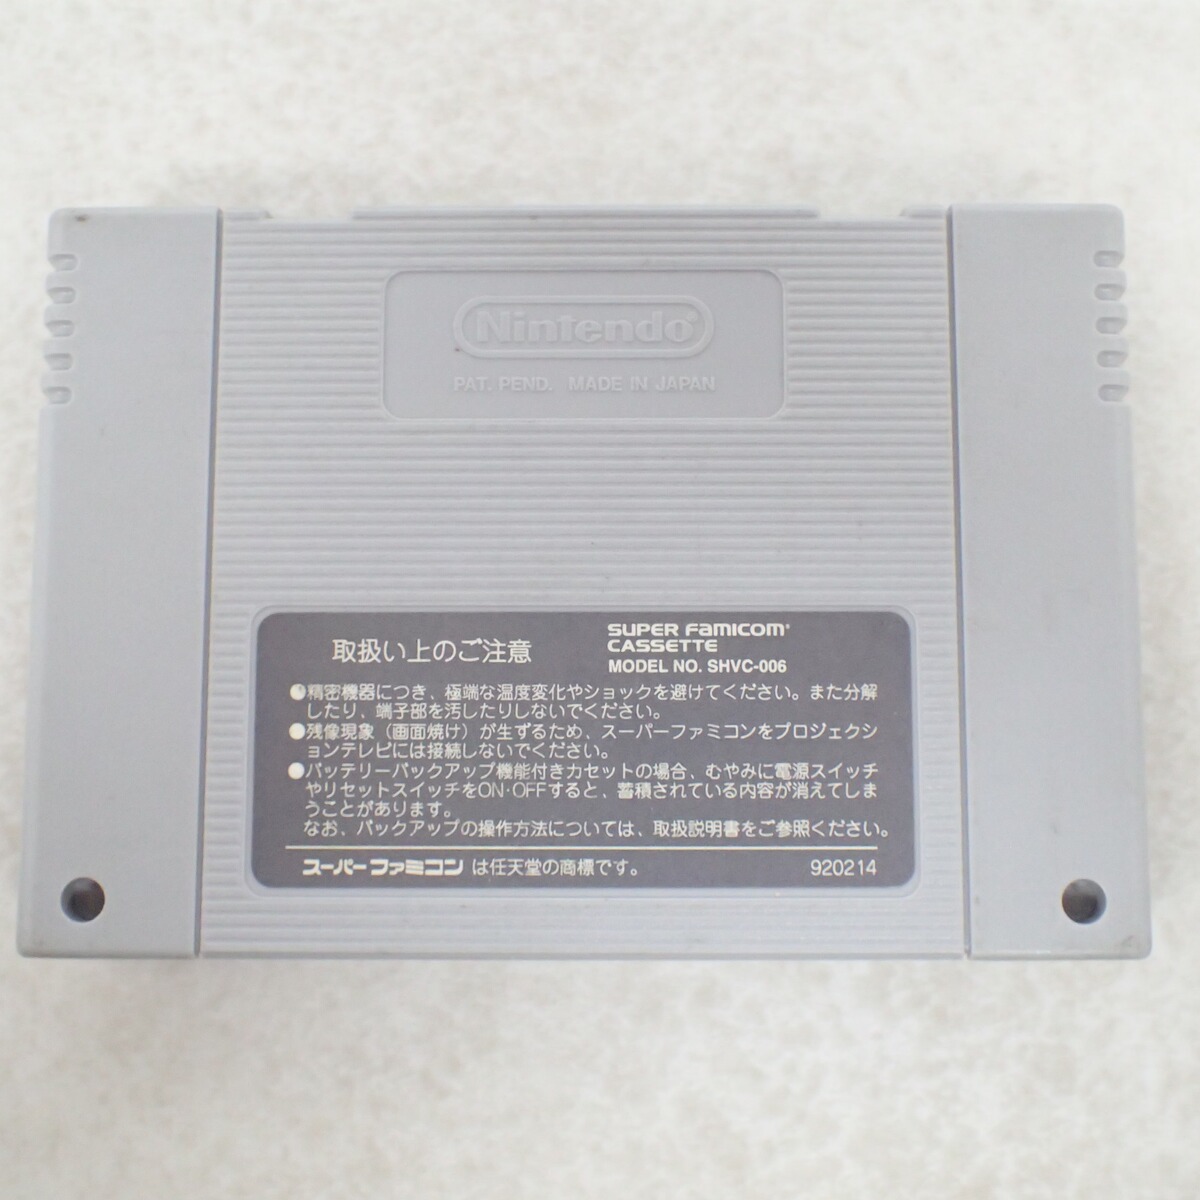 Nintendo®
PAT. PEND. MADE IN JAPAN
取扱い上のご注意
SUPER FAMICOM®
CASSETTE
MODEL NO. SHVC-006
●精密機器につき、極端な温度変化やショックを避けてください。また分解
したり、端子部を汚したりしないでください。
●残像現象(画面焼け)が生ずるため、スーパーファミコンをプロジェクシ
ョンテレビには接続しないでください。
●バッテリーバックアップ機能付きカセットの場合、むやみに電源スイッチ
やリセットスイッチをON・OFFすると、蓄積されている内容が消えてしま
うことがあります。
なお、バックアップの操作方法については、取扱説明書をご参照ください。
スーパーファミコン は任天堂の商標です。
920214